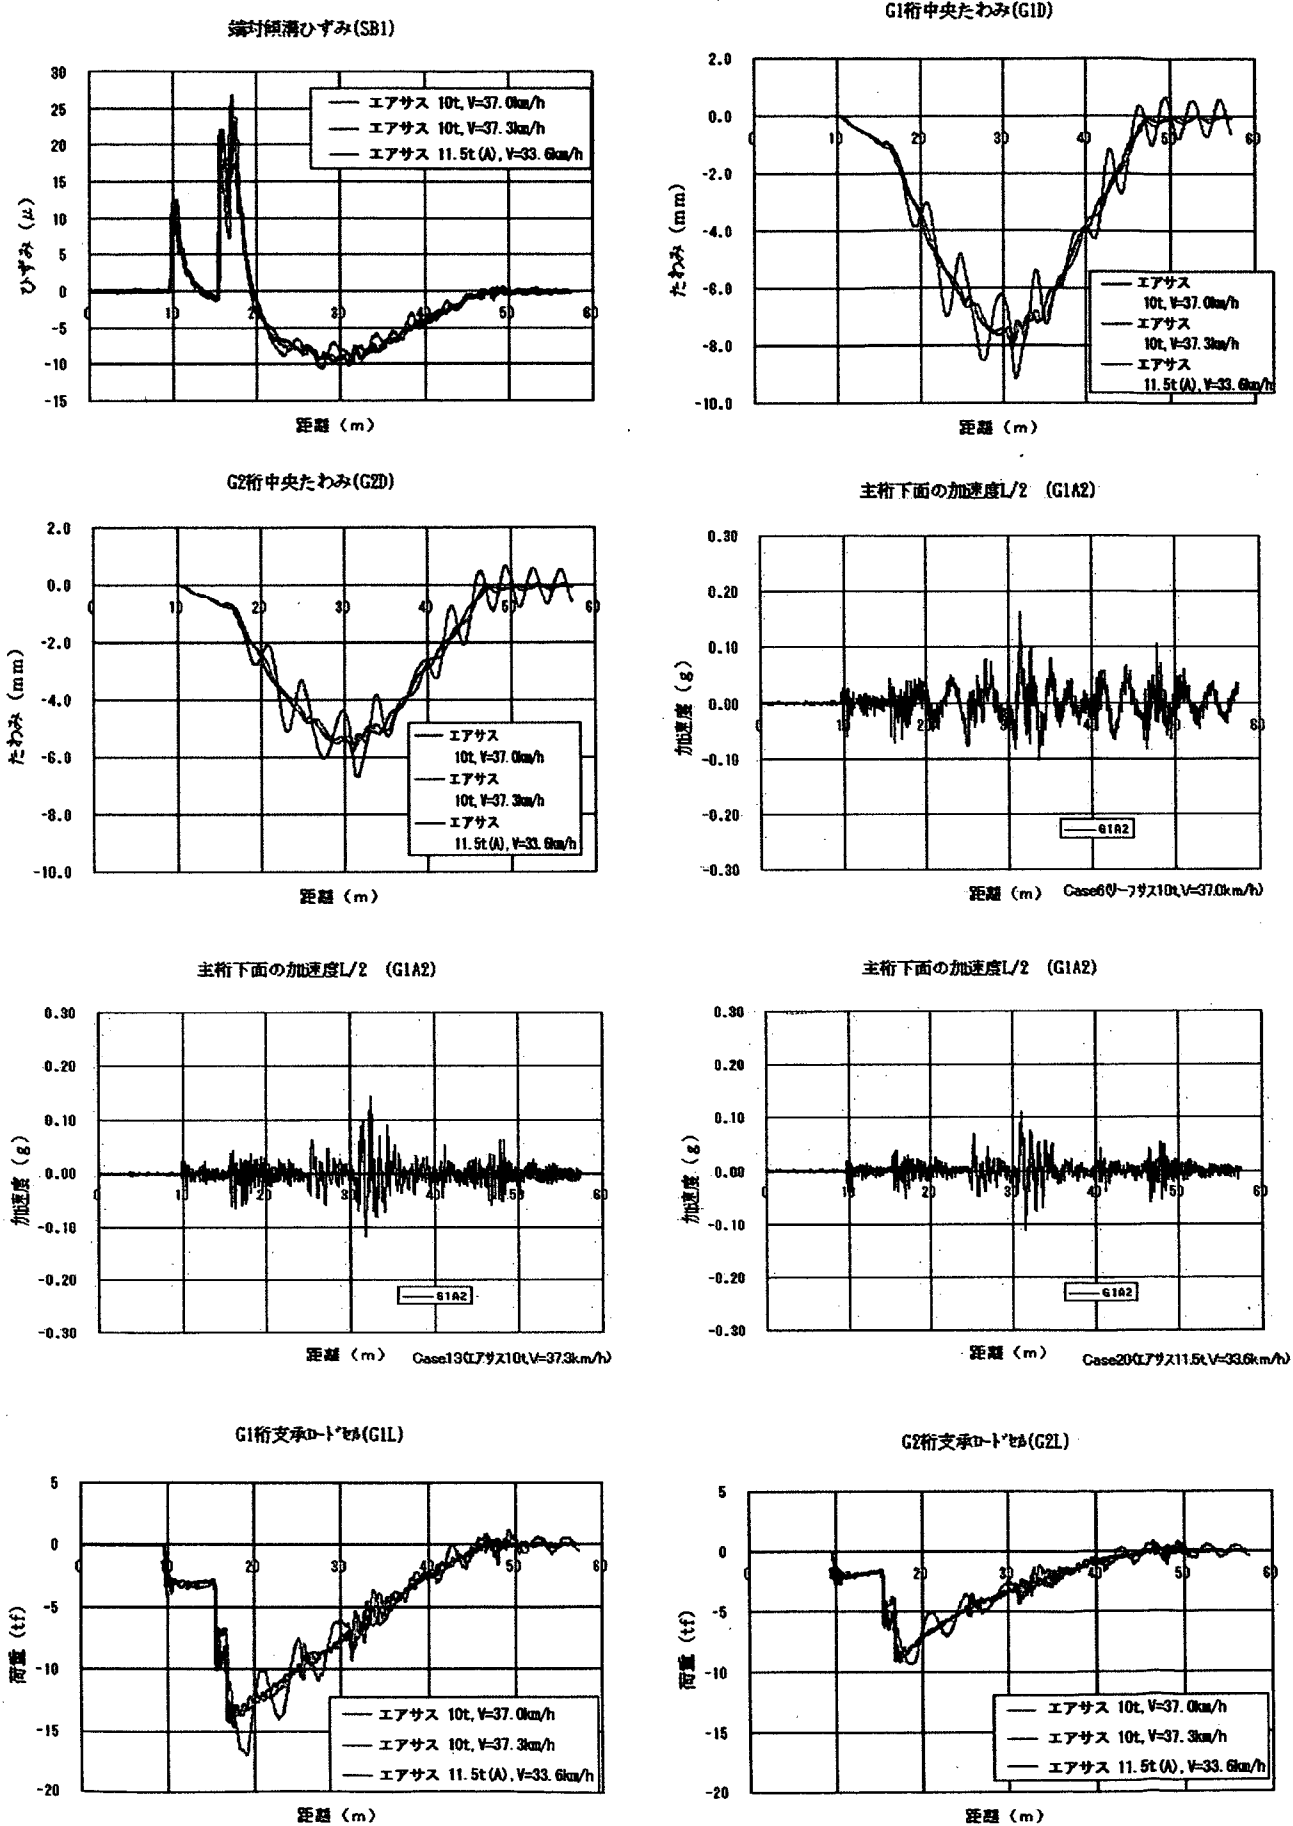 端対傾溝ひずみ(SB1)
30
25
20
15
10
5
0
-5
-10
-15
ひずみ (μ)
0
10
20
30
40
50
60
エアサス 10t,V=37.0km/h
エアサス 10t,V=37.3km/h
エアサス 11.5t(A),V=33.6km/h
距離 (m)
G1桁中央たわみ(G1D)
2.0
0.0
-2.0
-4.0
-6.0
-8.0
-10.0
たわみ (mm)
0
10
20
30
40
50
60
エアサス
10t,V=37.0km/h
エアサス
10t,V=37.3km/h
エアサス
11.5t(A),V=33.6km/h
距離 (m)
G2桁中央たわみ(G2D)
2.0
0.0
-2.0
-4.0
-6.0
-8.0
-10.0
たわみ (mm)
0
10
20
30
40
50
60
エアサス
10t,V=37.0km/h
エアサス
10t,V=37.3km/h
エアサス
11.5t(A),V=33.6km/h
距離 (m)
主桁下面の加速度L/2 (G1A2)
0.30
0.20
0.10
0.00
-0.10
-0.20
-0.30
加速度 (g)
0
10
20
30
40
50
60
G1A2
距離 (m)
Case6(リーフサス10t,V=37.0km/h)
主桁下面の加速度L/2 (G1A2)
0.30
0.20
0.10
0.00
-0.10
-0.20
-0.30
加速度 (g)
0
10
20
30
40
50
60
G1A2
距離 (m)
Case13(エアサス10t,V=37.3km/h)
主桁下面の加速度L/2 (G1A2)
0.30
0.20
0.10
0.00
-0.10
-0.20
-0.30
加速度 (g)
0
10
20
30
40
50
60
G1A2
距離 (m)
Case20(エアサス11.5t,V=33.6km/h)
G1桁支承ロードセル(G1L)
5
0
-5
-10
-15
-20
荷重 (tf)
0
10
20
30
40
50
60
エアサス 10t,V=37.0km/h
エアサス 10t,V=37.3km/h
エアサス 11.5t(A),V=33.6km/h
距離 (m)
G2桁支承ロードセル(G2L)
5
0
-5
-10
-15
-20
荷重 (tf)
0
10
20
30
40
50
60
エアサス 10t,V=37.0km/h
エアサス 10t,V=37.3km/h
エアサス 11.5t(A),V=33.6km/h
距離 (m)